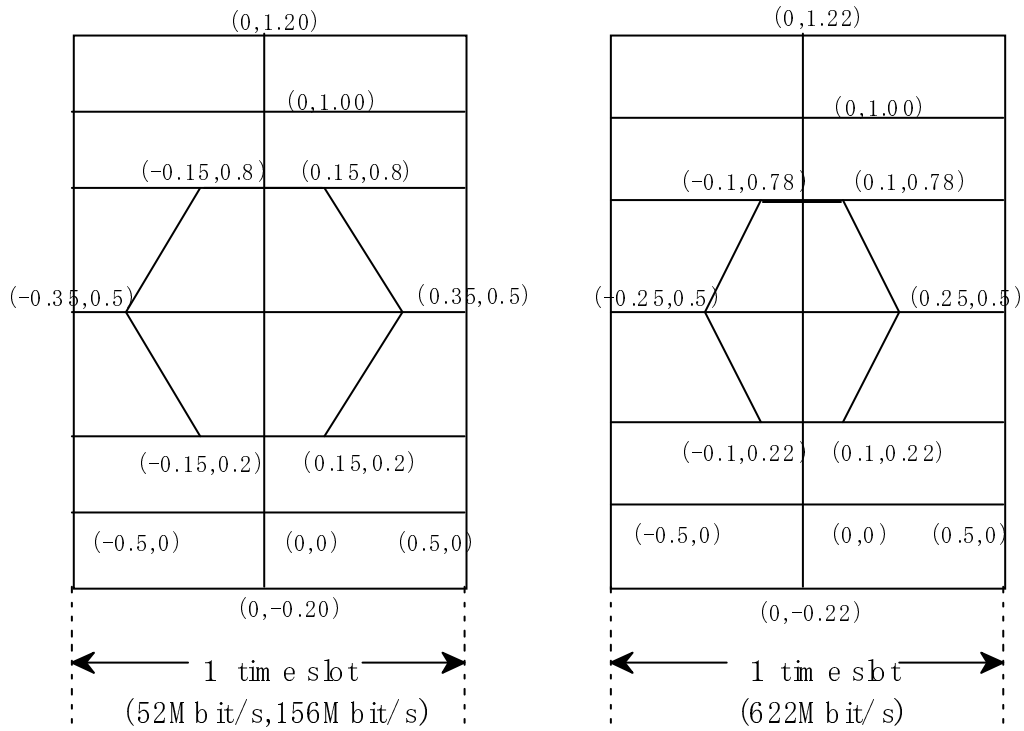 (0,1.20)
(0,1.00)
(-0.15,0.8) (0.15,0.8)
(-0.35,0.5) (0.35,0.5)
(-0.15,0.2) (0.15,0.2)
(-0.5,0) (0,0) (0.5,0)
(0,-0.20)
1 time slot
(52Mbit/s,156Mbit/s)
(0,1.22)
(0,1.00)
(-0.1,0.78) (0.1,0.78)
(-0.25,0.5) (0.25,0.5)
(-0.1,0.22) (0.1,0.22)
(-0.5,0) (0,0) (0.5,0)
(0,-0.22)
1 time slot
(622Mbit/s)